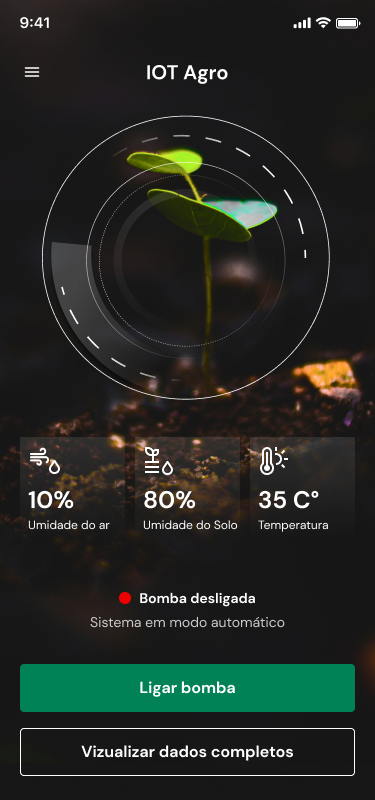 9:41
IOT Agro
10%
Umidade do ar
80%
Umidade do Solo
35 C°
Temperatura
Bomba desligada
Sistema em modo automático
Ligar bomba
Vizualizar dados completos